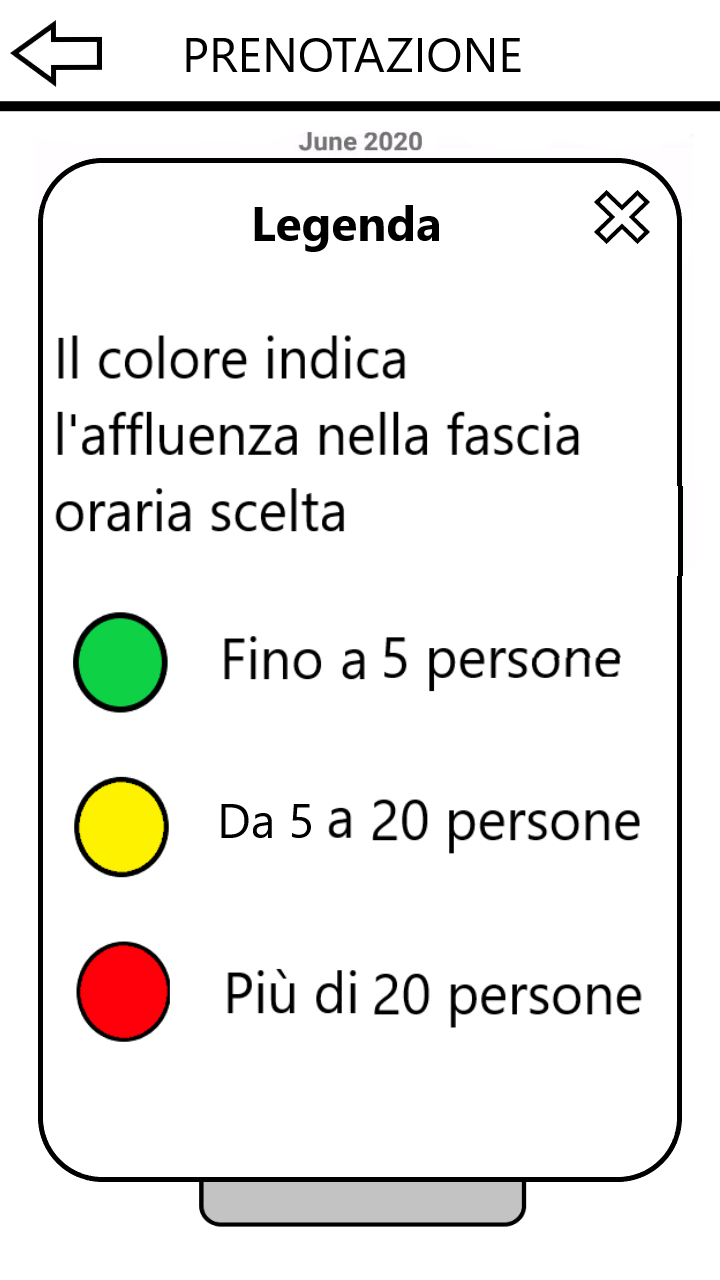 PRENOTAZIONE
June 2020
Legenda
Il colore indica
l'affluenza nella fascia
oraria scelta
Fino a 5 persone
Da 5 a 20 persone
Più di 20 persone